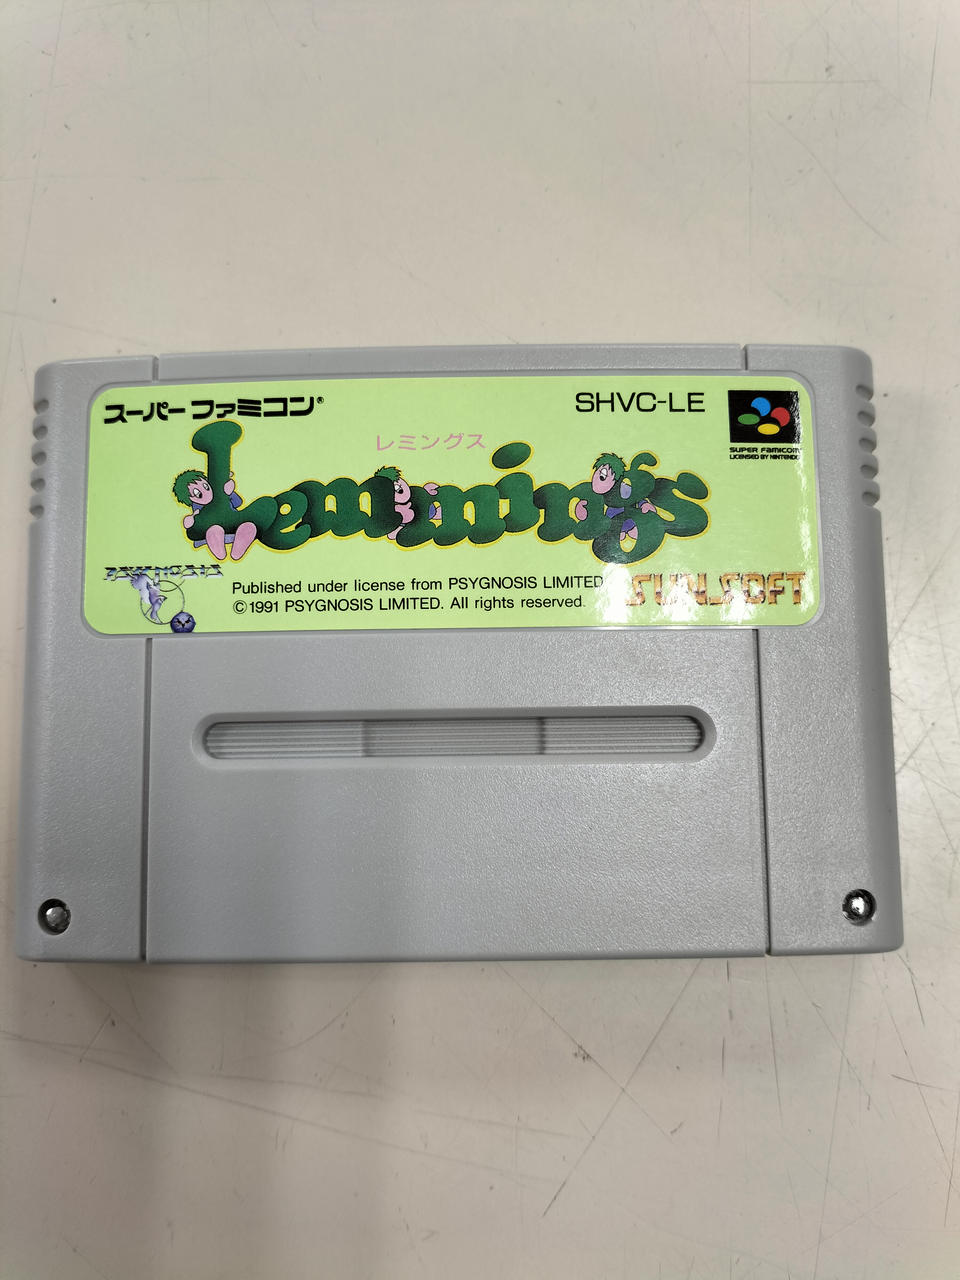 スーパーファミコン®
SHVC-LE
SUPER FAMICOM
LICENSED BY NINTENDO
レミングス
Lemmings
PSYGNOSIS
Published under license from PSYGNOSIS LIMITED.
©1991 PSYGNOSIS LIMITED. All rights reserved.
SUNSOFT